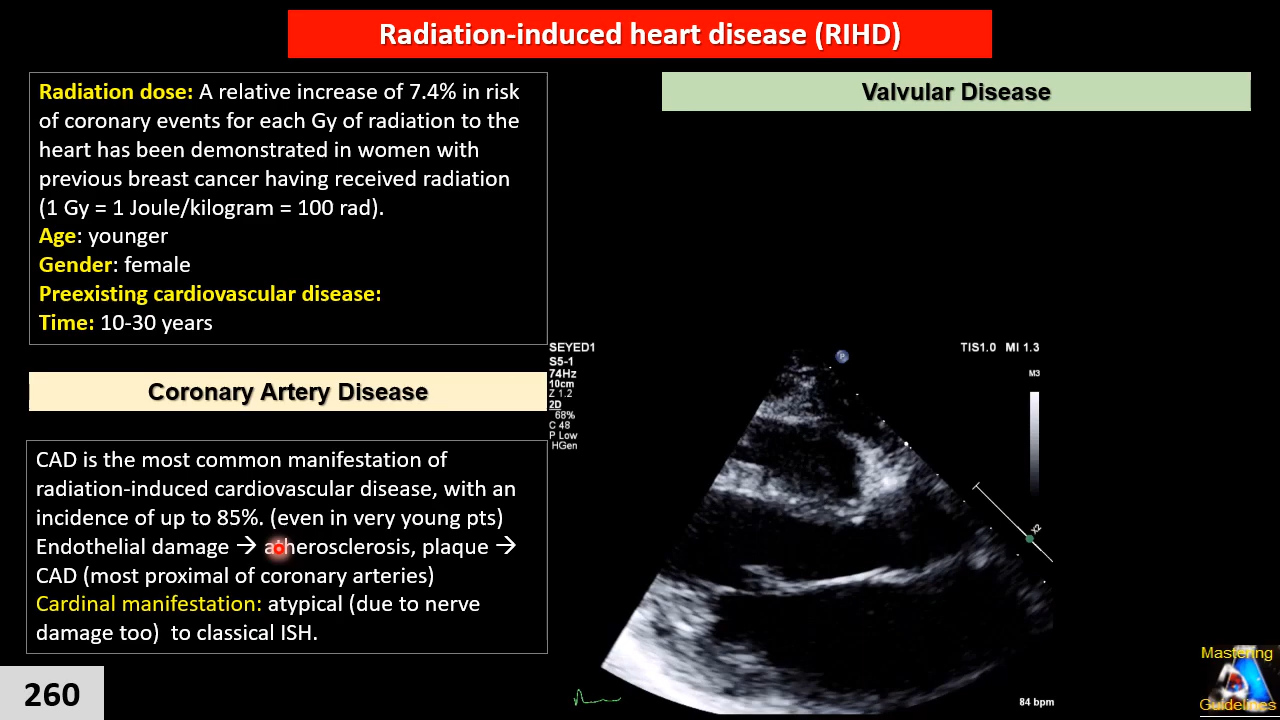 Radiation-induced heart disease (RIHD)
Radiation dose: A relative increase of 7.4% in risk
of coronary events for each Gy of radiation to the
heart has been demonstrated in women with
previous breast cancer having received radiation
(1 Gy = 1 Joule/kilogram = 100 rad).
Age: younger
Gender: female
Preexisting cardiovascular disease:
Time: 10-30 years
Coronary Artery Disease
CAD is the most common manifestation of
radiation-induced cardiovascular disease, with an
incidence of up to 85%. (even in very young pts)
Endothelial damage → atherosclerosis, plaque →
CAD (most proximal of coronary arteries)
Cardinal manifestation: atypical (due to nerve
damage too) to classical ISH.
260
Valvular Disease
SEYED1
S5-1
74Hz
10cm
Z 1.2
2D
68%
C 48
P Low
HGen
P
TIS1.0 MI 1.3
M3
X2
84 bpm
Mastering
Guidelines